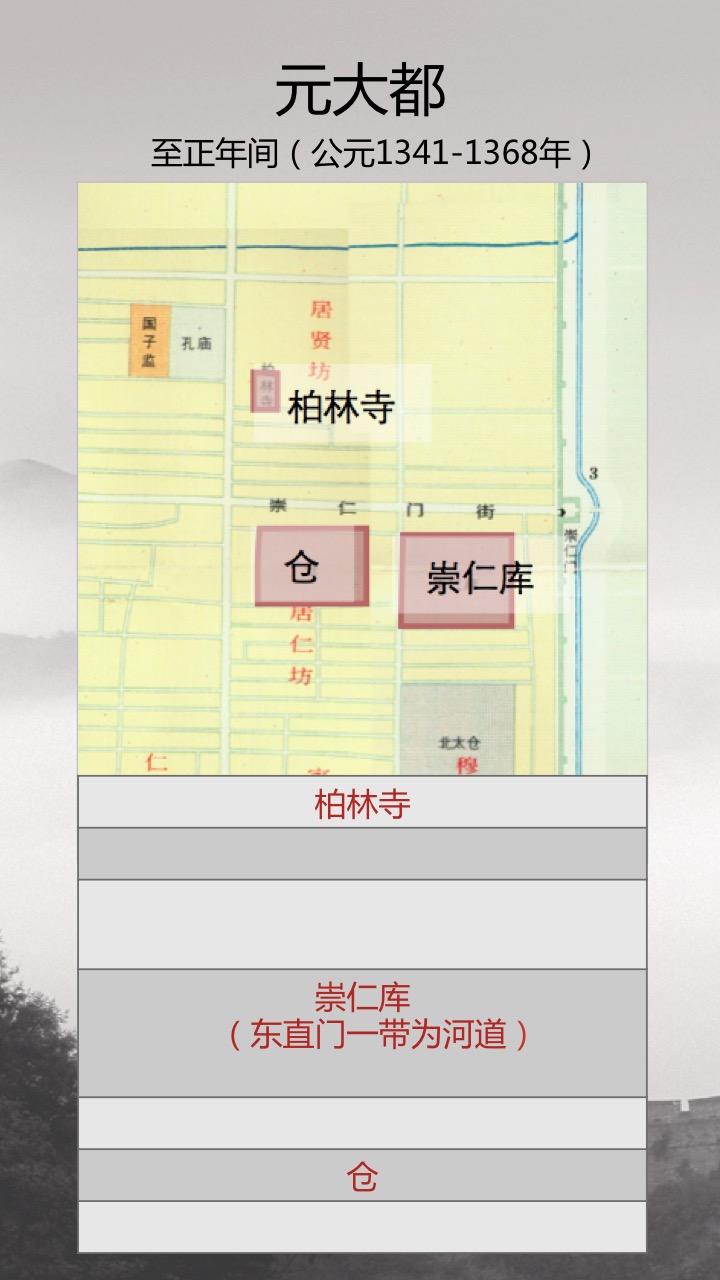 元大都
至正年间（公元1341-1368年）
国子监
孔庙
居贤坊
柏林寺
柏林寺
3
崇仁门街
崇仁门
仓
崇仁库
居仁坊
北太仓
仁
穆
柏林寺
崇仁库
（东直门一带为河道）
仓